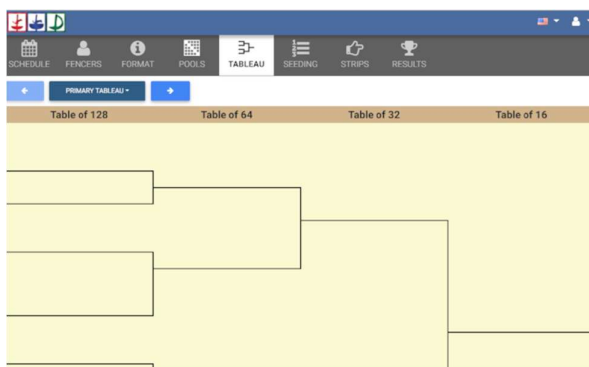 SCHEDULE FENCERS FORMAT POOLS TABLEAU SEEDING STRIPS RESULTS
PRIMARY TABLEAU
Table of 128 Table of 64 Table of 32 Table of 16